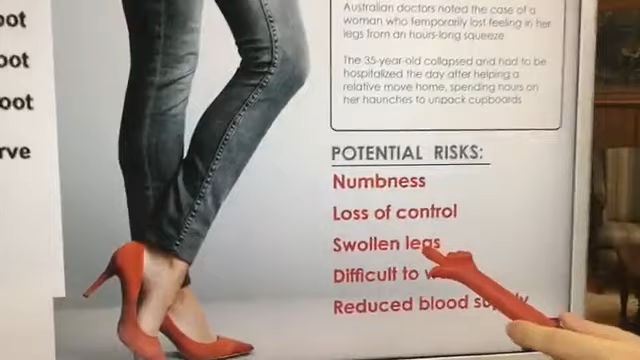 oot
oot
oot
rve
Australian doctors noted the case of a
woman who temporarily lost feeling in her
legs from an hours-long squeeze
The 35-year-old collapsed and had to be
hospitalized the day after helping a
relative move home, spending hours on
her haunches to unpack cupboards
POTENTIAL RISKS:
Numbness
Loss of control
Swollen legs
Difficult to
Reduced blood